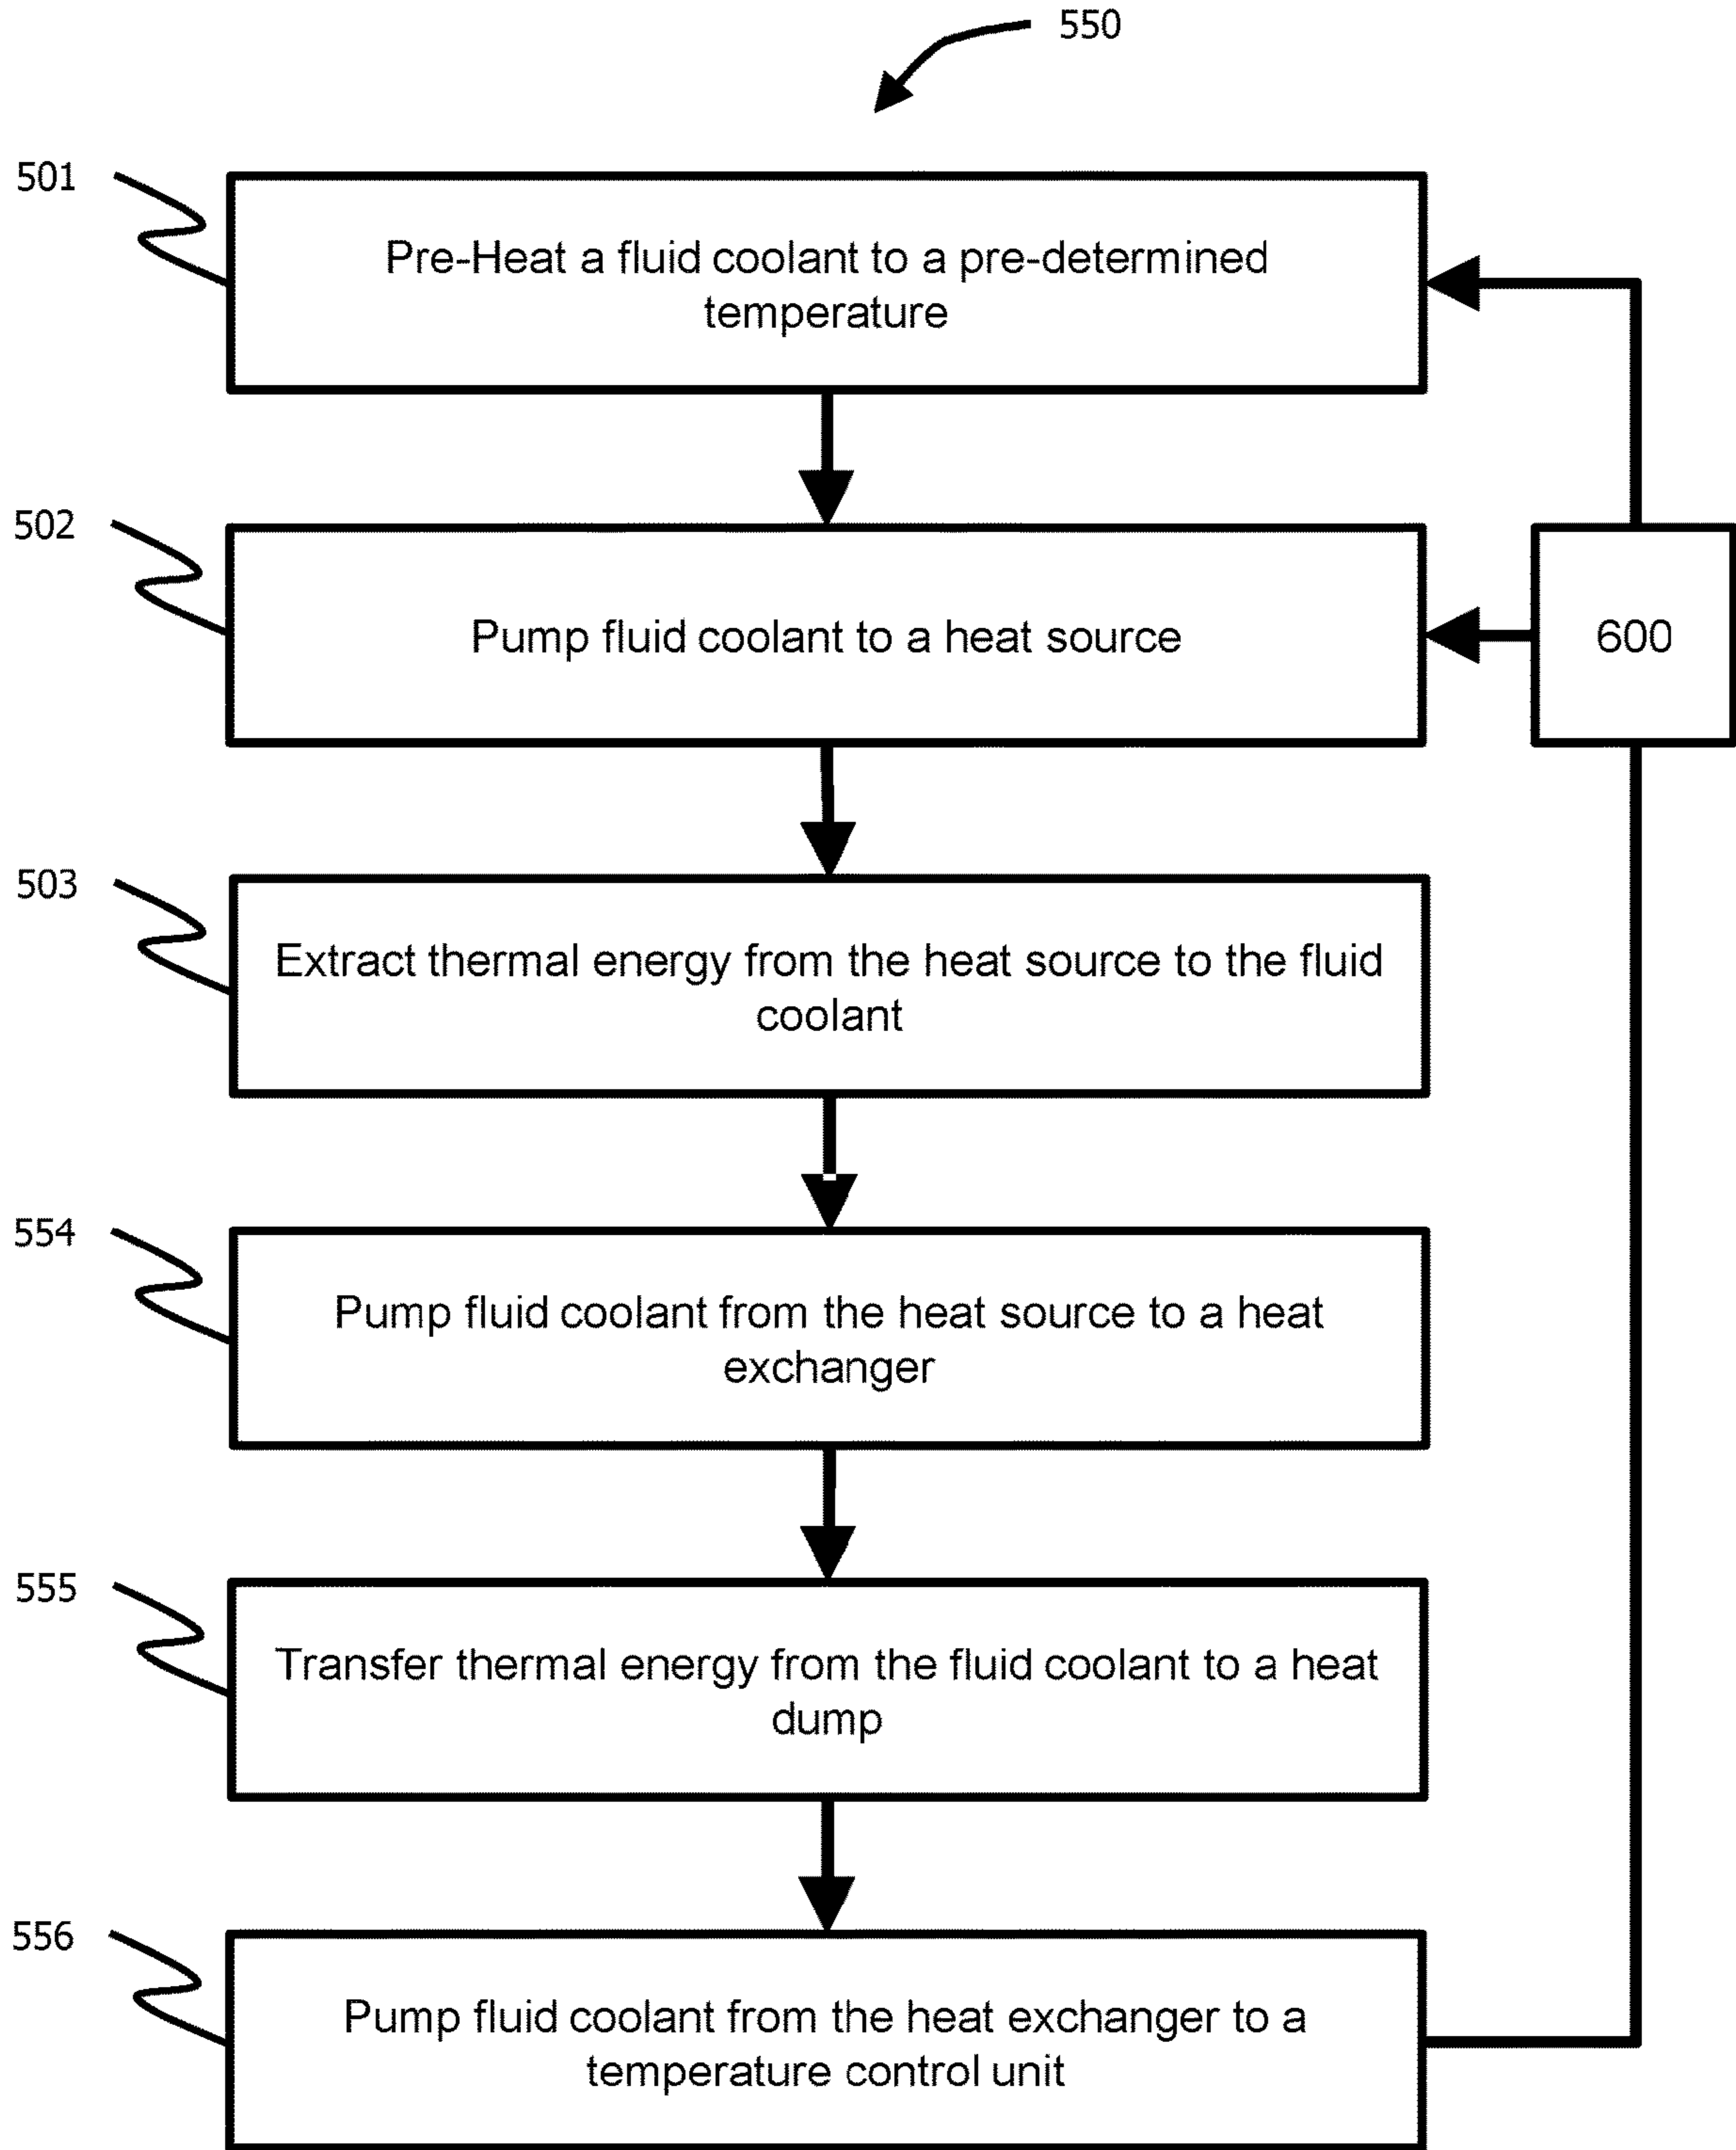 550
501
Pre-Heat a fluid coolant to a pre-determined
temperature
502
Pump fluid coolant to a heat source
600
503
Extract thermal energy from the heat source to the fluid
coolant
554
Pump fluid coolant from the heat source to a heat
exchanger
555
Transfer thermal energy from the fluid coolant to a heat
dump
556
Pump fluid coolant from the heat exchanger to a
temperature control unit